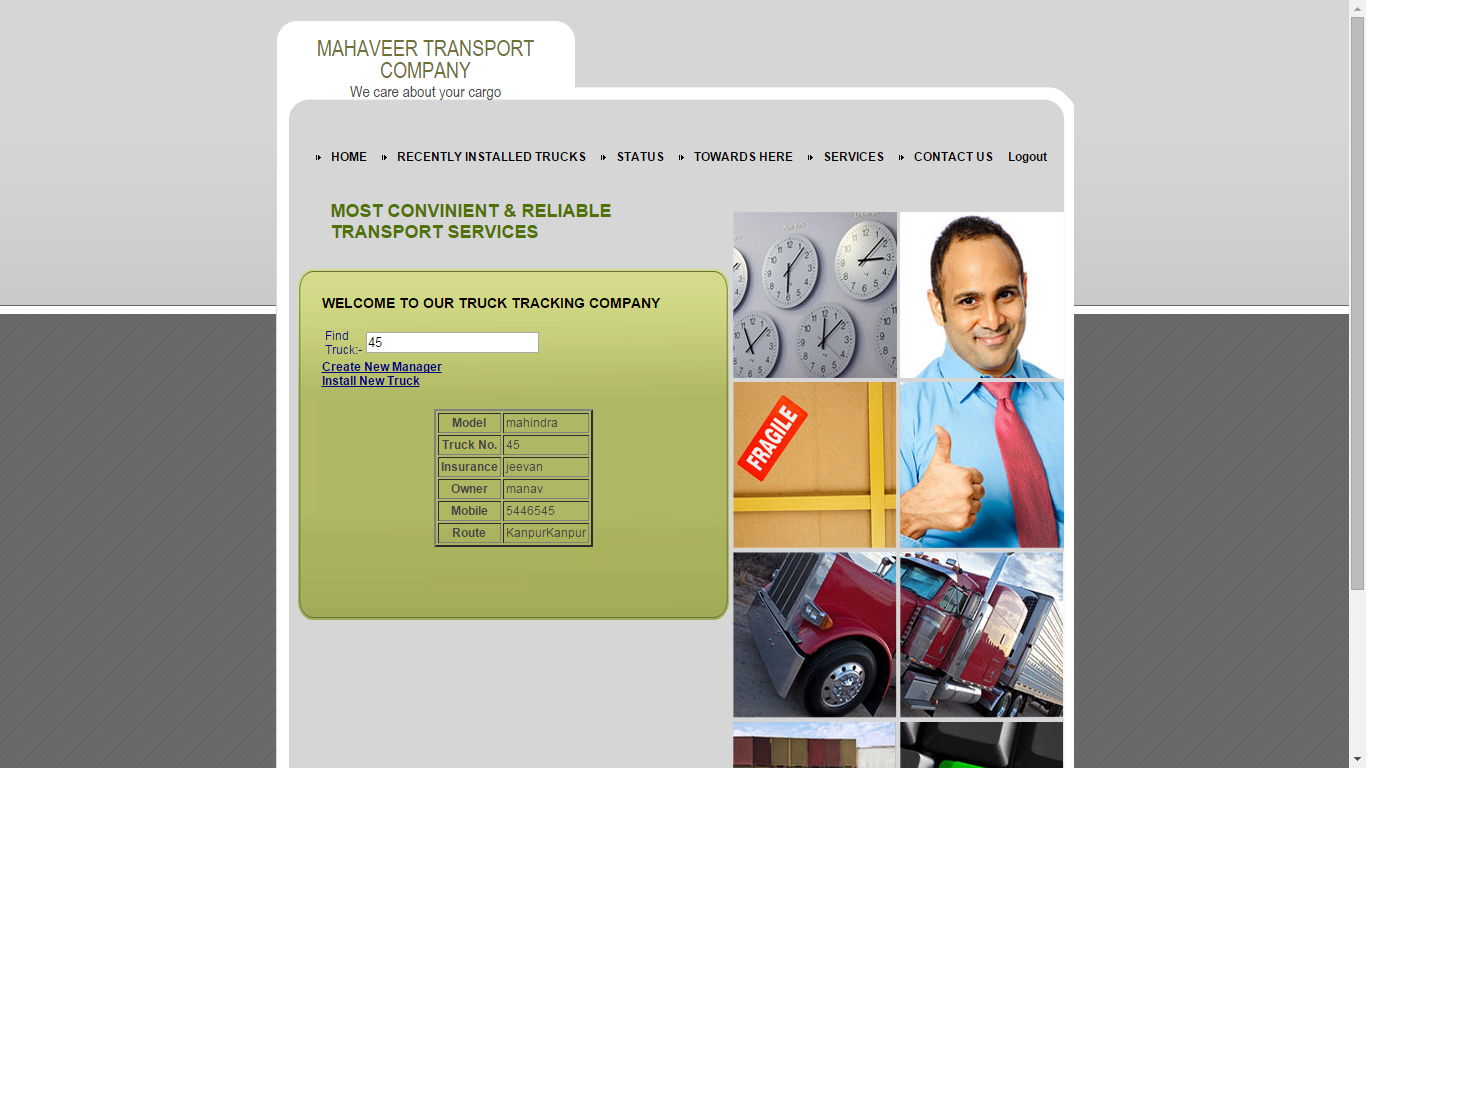 MAHAVEER TRANSPORT
COMPANY
We care about your cargo
HOME RECENTLY INSTALLED TRUCKS STATUS TOWARDS HERE SERVICES CONTACT US Logout
MOST CONVINIENT & RELIABLE
TRANSPORT SERVICES
WELCOME TO OUR TRUCK TRACKING COMPANY
Find
Truck:- 45
Create New Manager
Install New Truck
Model mahindra
Truck No. 45
Insurance jeevan
Owner manav
Mobile 5446545
Route KanpurKanpur
FRAGILE